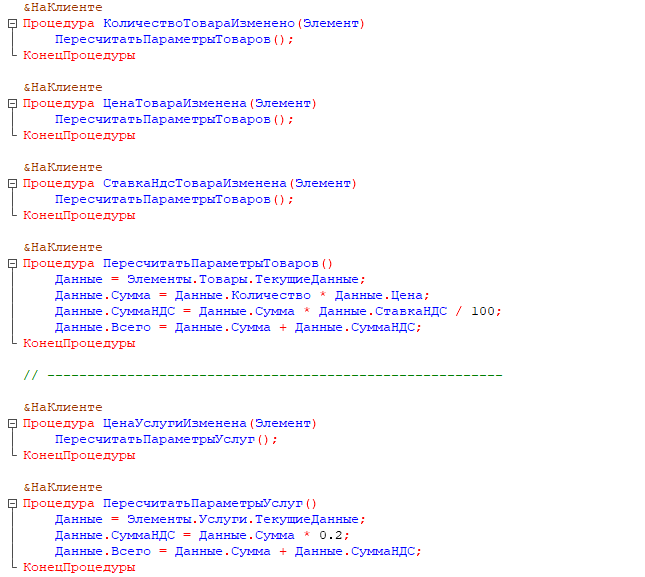 &НаКлиенте
Процедура КоличествоТовараИзменено(Элемент)
    ПересчитатьПараметрыТоваров();
КонецПроцедуры

&НаКлиенте
Процедура ЦенаТовараИзменена(Элемент)
    ПересчитатьПараметрыТоваров();
КонецПроцедуры

&НаКлиенте
Процедура СтавкаНдсТовараИзменена(Элемент)
    ПересчитатьПараметрыТоваров();
КонецПроцедуры

&НаКлиенте
Процедура ПересчитатьПараметрыТоваров()
    Данные = Элементы.Товары.ТекущиеДанные;
    Данные.Сумма = Данные.Количество * Данные.Цена;
    Данные.СуммаНДС = Данные.Сумма * Данные.СтавкаНДС / 100;
    Данные.Всего = Данные.Сумма + Данные.СуммаНДС;
КонецПроцедуры

// ---------------------------------------------------------

&НаКлиенте
Процедура ЦенаУслугиИзменена(Элемент)
    ПересчитатьПараметрыУслуг();
КонецПроцедуры

&НаКлиенте
Процедура ПересчитатьПараметрыУслуг()
    Данные = Элементы.Услуги.ТекущиеДанные;
    Данные.СуммаНДС = Данные.Сумма * 0.2;
    Данные.Всего = Данные.Сумма + Данные.СуммаНДС;
КонецПроцедуры